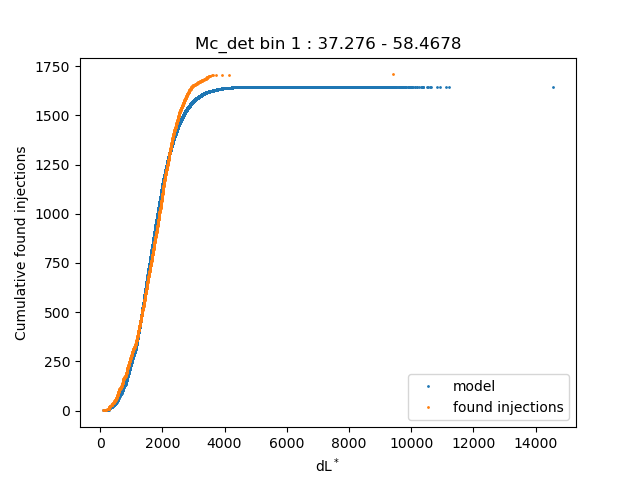 Mc_det bin 1 : 37.276 - 58.4678
Cumulative found injections
1750
1500
1250
1000
750
500
250
0
0 2000 4000 6000 8000 10000 12000 14000
dL*
model
found injections